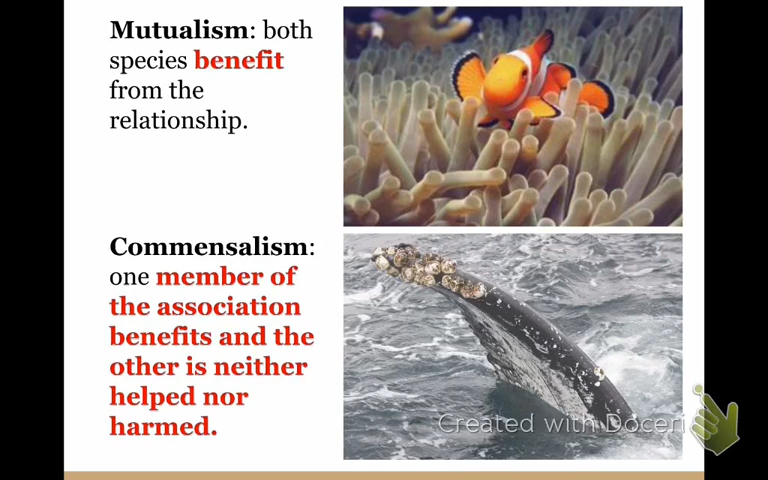 Mutualism: both
species benefit
from the
relationship.
Commensalism:
one member of
the association
benefits and the
other is neither
helped nor
harmed.
Created with Doceri